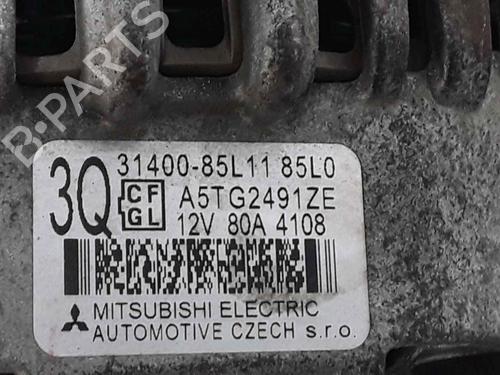 B-PARTS
3Q
31400-85L11 85L0
CF
GL
A5TG2491ZE
12V 80A 4108
MITSUBISHI ELECTRIC
AUTOMOTIVE CZECH s.r.o.